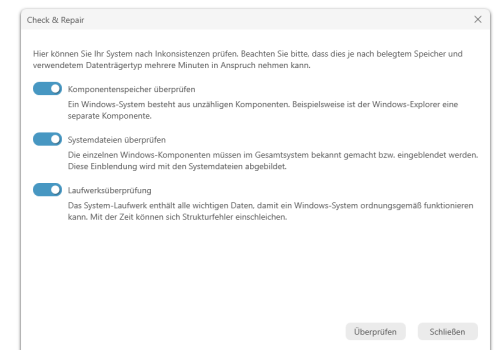 Check & Repair
Hier können Sie Ihr System nach Inkonsistenzen prüfen. Beachten Sie bitte, dass dies je nach belegtem Speicher und
verwendetem Datenträgertyp mehrere Minuten in Anspruch nehmen kann.
Komponentenspeicher überprüfen
Ein Windows-System besteht aus unzähligen Komponenten. Beispielsweise ist der Windows-Explorer eine
separate Komponente.
Systemdateien überprüfen
Die einzelnen Windows-Komponenten müssen im Gesamtsystem bekannt gemacht bzw. eingeblendet werden.
Diese Einblendung wird mit den Systemdateien abgebildet.
Laufwerksüberprüfung
Das System-Laufwerk enthält alle wichtigen Daten, damit ein Windows-System ordnungsgemäß funktionieren
kann. Mit der Zeit können sich Strukturfehler einschleichen.
Überprüfen Schließen